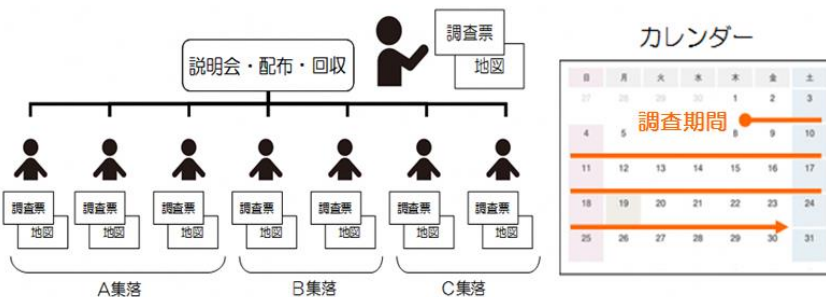 調査票
地図
説明会・配布・回収
調査票
地図
調査票
地図
調査票
地図
調査票
地図
調査票
地図
調査票
地図
調査票
地図
A集落
B集落
C集落
カレンダー
日 月 火 水 木 金 土
27 28 29 30 1 2 3
調査期間
4 5 8 9 10
11 12 13 14 15 16 17
18 19 20 21 22 23 24
25 26 27 28 29 30 31